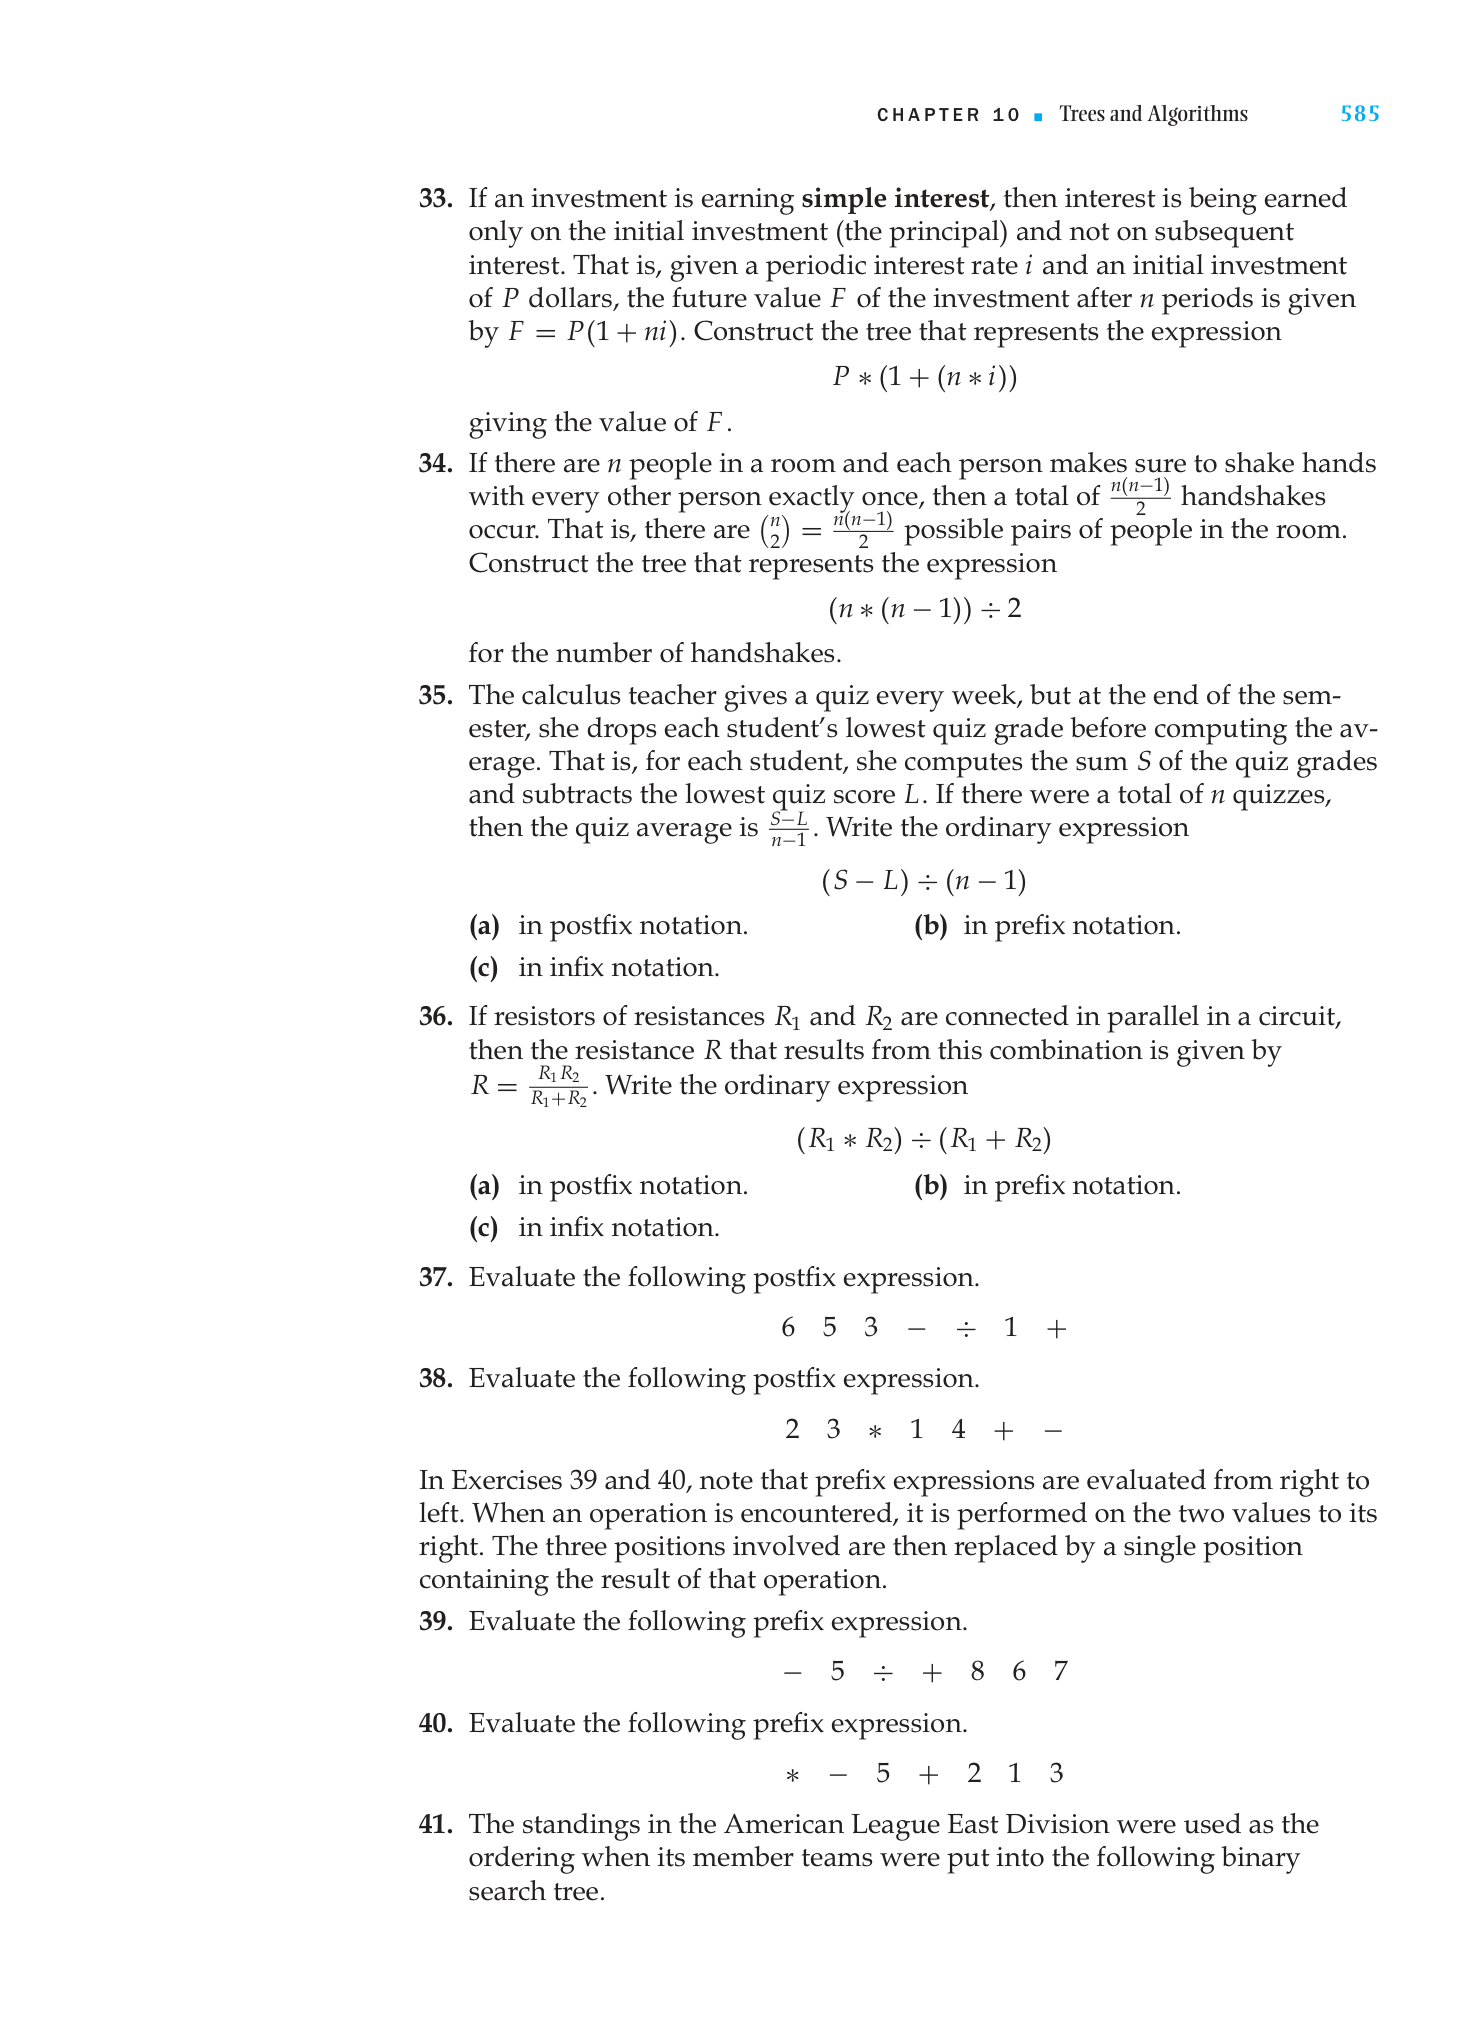 CHAPTER 10 ■ Trees and Algorithms 585
33. If an investment is earning simple interest, then interest is being earned
only on the initial investment (the principal) and not on subsequent
interest. That is, given a periodic interest rate i and an initial investment
of P dollars, the future value F of the investment after n periods is given
by F = P(1 + ni). Construct the tree that represents the expression
P ∗ (1 + (n ∗ i))
giving the value of F.
34. If there are n people in a room and each person makes sure to shake hands
with every other person exactly once, then a total of \frac{n(n−1)}{2} handshakes
occur. That is, there are \binom{n}{2} = \frac{n(n−1)}{2} possible pairs of people in the room.
Construct the tree that represents the expression
(n ∗ (n − 1)) ÷ 2
for the number of handshakes.
35. The calculus teacher gives a quiz every week, but at the end of the sem-
ester, she drops each student's lowest quiz grade before computing the av-
erage. That is, for each student, she computes the sum S of the quiz grades
and subtracts the lowest quiz score L. If there were a total of n quizzes,
then the quiz average is \frac{S−L}{n−1}. Write the ordinary expression
(S − L) ÷ (n − 1)
(a) in postfix notation. (b) in prefix notation.
(c) in infix notation.
36. If resistors of resistances R₁ and R₂ are connected in parallel in a circuit,
then the resistance R that results from this combination is given by
R = \frac{R₁R₂}{R₁+R₂}. Write the ordinary expression
(R₁ ∗ R₂) ÷ (R₁ + R₂)
(a) in postfix notation. (b) in prefix notation.
(c) in infix notation.
37. Evaluate the following postfix expression.
6 5 3 − ÷ 1 +
38. Evaluate the following postfix expression.
2 3 ∗ 1 4 + −
In Exercises 39 and 40, note that prefix expressions are evaluated from right to
left. When an operation is encountered, it is performed on the two values to its
right. The three positions involved are then replaced by a single position
containing the result of that operation.
39. Evaluate the following prefix expression.
− 5 ÷ + 8 6 7
40. Evaluate the following prefix expression.
∗ − 5 + 2 1 3
41. The standings in the American League East Division were used as the
ordering when its member teams were put into the following binary
search tree.